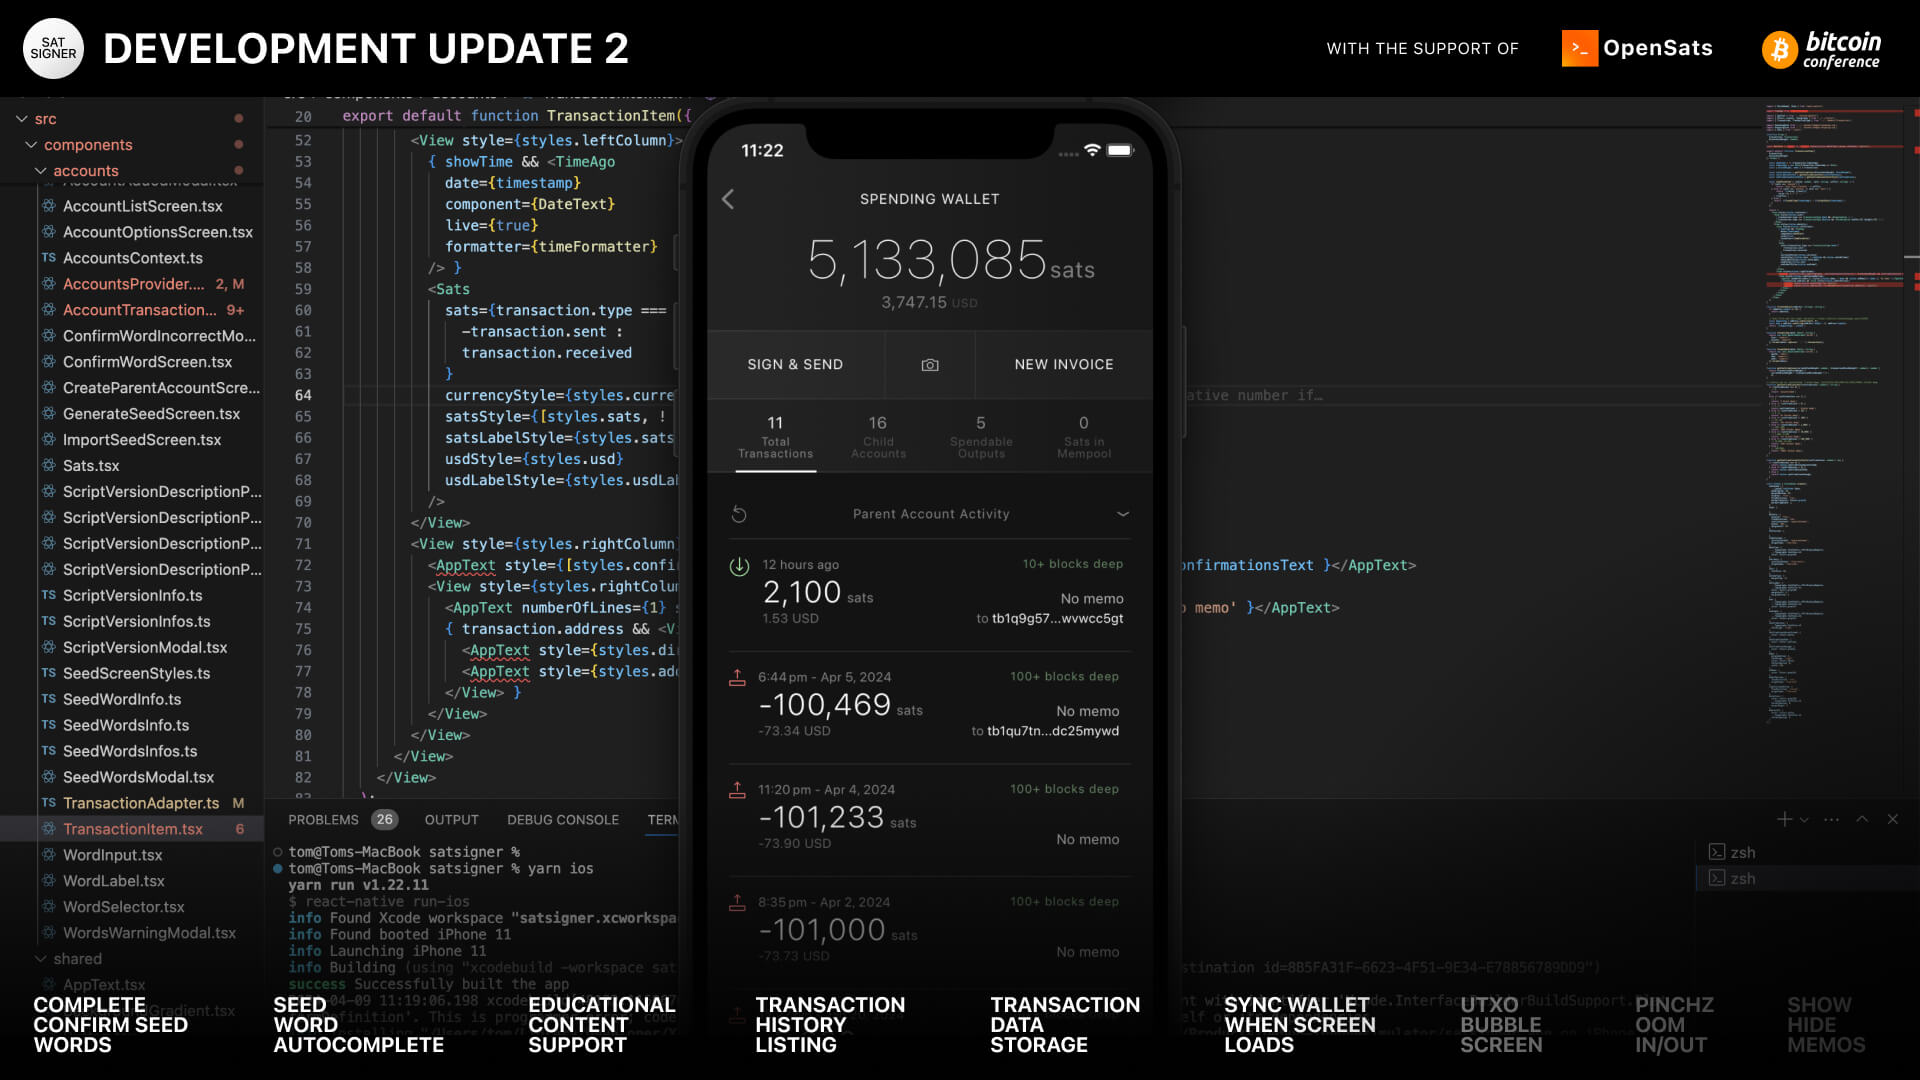 SAT
SIGNER
DEVELOPMENT UPDATE 2
WITH THE SUPPORT OF
OpenSats
bitcoin
conference
src
components
accounts
AccountAddedModal.tsx
AccountListScreen.tsx
AccountOptionsScreen.tsx
TS AccountsContext.ts
AccountsProvider.... 2, M
AccountTransaction... 9+
ConfirmWordIncorrectMo...
ConfirmWordScreen.tsx
CreateParentAccountScre...
GenerateSeedScreen.tsx
ImportSeedScreen.tsx
Sats.tsx
ScriptVersionDescriptionP...
ScriptVersionDescriptionP...
ScriptVersionDescriptionP...
ScriptVersionDescriptionP...
TS ScriptVersionInfo.ts
TS ScriptVersionInfos.ts
ScriptVersionModal.tsx
TS SeedScreenStyles.ts
TS SeedWordInfo.ts
TS SeedWordsInfo.ts
TS SeedWordsInfos.ts
SeedWordsModal.tsx
TS TransactionAdapter.ts M
TransactionItem.tsx 6
WordInput.tsx
WordLabel.tsx
WordSelector.tsx
WordsWarningModal.tsx
shared
AppText.tsx
20 export default function TransactionItem({
52 <View style={styles.leftColumn}>
53 { showTime && <TimeAgo
54 date={timestamp}
55 component={DateText}
56 live={true}
57 formatter={timeFormatter}
58 /> }
59 <Sats
60 sats={transaction.type ===
61 -transaction.sent :
62 transaction.received
63 }
64 currencyStyle={styles.curre
ative number if…
65 satsStyle={[styles.sats, !
66 satsLabelStyle={styles.sats
67 usdStyle={styles.usd}
68 usdLabelStyle={styles.usdLa
69 />
70 </View>
71 <View style={styles.rightColumn
72 <AppText style={[styles.confi
onfirmationsText }</AppText>
73 <View style={styles.rightColum
74 <AppText numberOfLines={1} s
o memo' }</AppText>
75 { transaction.address && <Vi
76 <AppText style={styles.di
77 <AppText style={styles.add
78 </View> }
79 </View>
80 </View>
81 </View>
82 </View>
83 );
PROBLEMS 26 OUTPUT DEBUG CONSOLE TERM
tom@Toms-MacBook satsigner %
tom@Toms-MacBook satsigner % yarn ios
yarn run v1.22.11
$ react-native run-ios
info Found Xcode workspace "satsigner.xcworkspa
info Found booted iPhone 11
info Launching iPhone 11
info Building (using "xcodebuild -workspace sat
stination id=8B5FA31F-6623-4F51-9E34-E78856789DD9")
success Successfully built the app
zsh
zsh
11:22
SPENDING WALLET
5,133,085 sats
3,747.15 USD
SIGN & SEND
NEW INVOICE
11
Total
Transactions
16
Child
Accounts
5
Spendable
Outputs
0
Sats in
Mempool
Parent Account Activity
12 hours ago
10+ blocks deep
2,100 sats
No memo
1.53 USD
to tb1q9g57...wvwcc5gt
6:44 pm - Apr 5, 2024
100+ blocks deep
-100,469 sats
No memo
-73.34 USD
to tb1qu7tn...dc25mywd
11:20 pm - Apr 4, 2024
100+ blocks deep
-101,233 sats
-73.90 USD
No memo
8:35 pm - Apr 2, 2024
100+ blocks deep
-101,000 sats
-73.73 USD
No memo
COMPLETE
CONFIRM SEED
WORDS
SEED
WORD
AUTOCOMPLETE
EDUCATIONAL
CONTENT
SUPPORT
TRANSACTION
HISTORY
LISTING
TRANSACTION
DATA
STORAGE
SYNC WALLET
WHEN SCREEN
LOADS
UTXO
BUBBLE
SCREEN
PINCHZ
OOM
IN/OUT
SHOW
HIDE
MEMOS